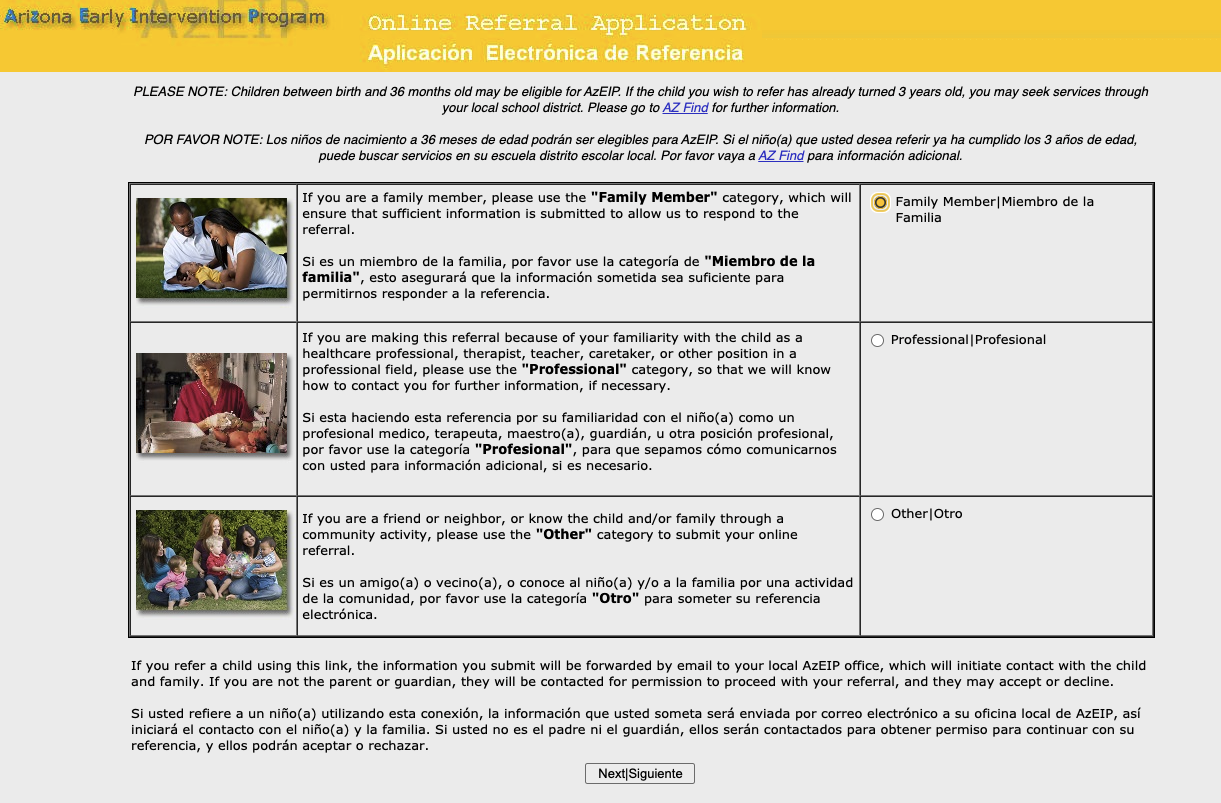 Arizona Early Intervention Program
AzEIP
Online Referral Application
Aplicación Electrónica de Referencia
PLEASE NOTE: Children between birth and 36 months old may be eligible for AzEIP. If the child you wish to refer has already turned 3 years old, you may seek services through
your local school district. Please go to AZ Find for further information.
POR FAVOR NOTE: Los niños de nacimiento a 36 meses de edad podrán ser elegibles para AzEIP. Si el niño(a) que usted desea referir ya ha cumplido los 3 años de edad,
puede buscar servicios en su escuela distrito escolar local. Por favor vaya a AZ Find para información adicional.
If you are a family member, please use the "Family Member" category, which will
ensure that sufficient information is submitted to allow us to respond to the
referral.
Si es un miembro de la familia, por favor use la categoría de "Miembro de la
familia", esto asegurará que la información sometida sea suficiente para
permitirnos responder a la referencia.
Family Member|Miembro de la
Familia
If you are making this referral because of your familiarity with the child as a
healthcare professional, therapist, teacher, caretaker, or other position in a
professional field, please use the "Professional" category, so that we will know
how to contact you for further information, if necessary.
Si esta haciendo esta referencia por su familiaridad con el niño(a) como un
profesional medico, terapeuta, maestro(a), guardián, u otra posición profesional,
por favor use la categoría "Profesional", para que sepamos cómo comunicarnos
con usted para información adicional, si es necesario.
Professional|Profesional
If you are a friend or neighbor, or know the child and/or family through a
community activity, please use the "Other" category to submit your online
referral.
Si es un amigo(a) o vecino(a), o conoce al niño(a) y/o a la familia por una actividad
de la comunidad, por favor use la categoría "Otro" para someter su referencia
electrónica.
Other|Otro
If you refer a child using this link, the information you submit will be forwarded by email to your local AzEIP office, which will initiate contact with the child
and family. If you are not the parent or guardian, they will be contacted for permission to proceed with your referral, and they may accept or decline.
Si usted refiere a un niño(a) utilizando esta conexión, la información que usted someta será enviada por correo electrónico a su oficina local de AzEIP, así
iniciará el contacto con el niño(a) y la familia. Si usted no es el padre ni el guardián, ellos serán contactados para obtener permiso para continuar con su
referencia, y ellos podrán aceptar o rechazar.
Next|Siguiente